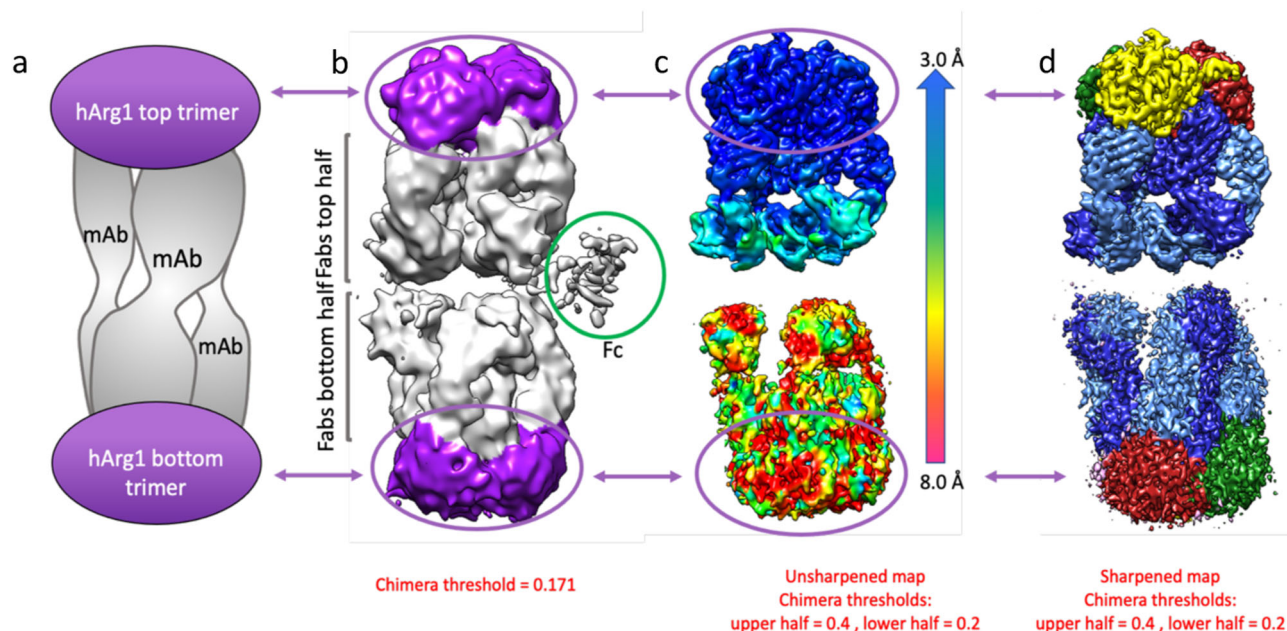 a
b
c
d
hArg1 top trimer
mAb
mAb
mAb
hArg1 bottom
trimer
Fabs top half
Fabs bottom half
Fc
3.0 Å
8.0 Å
Chimera threshold = 0.171
Unsharpened map
Chimera thresholds:
upper half = 0.4 , lower half = 0.2
Sharpened map
Chimera thresholds:
upper half = 0.4 , lower half = 0.2